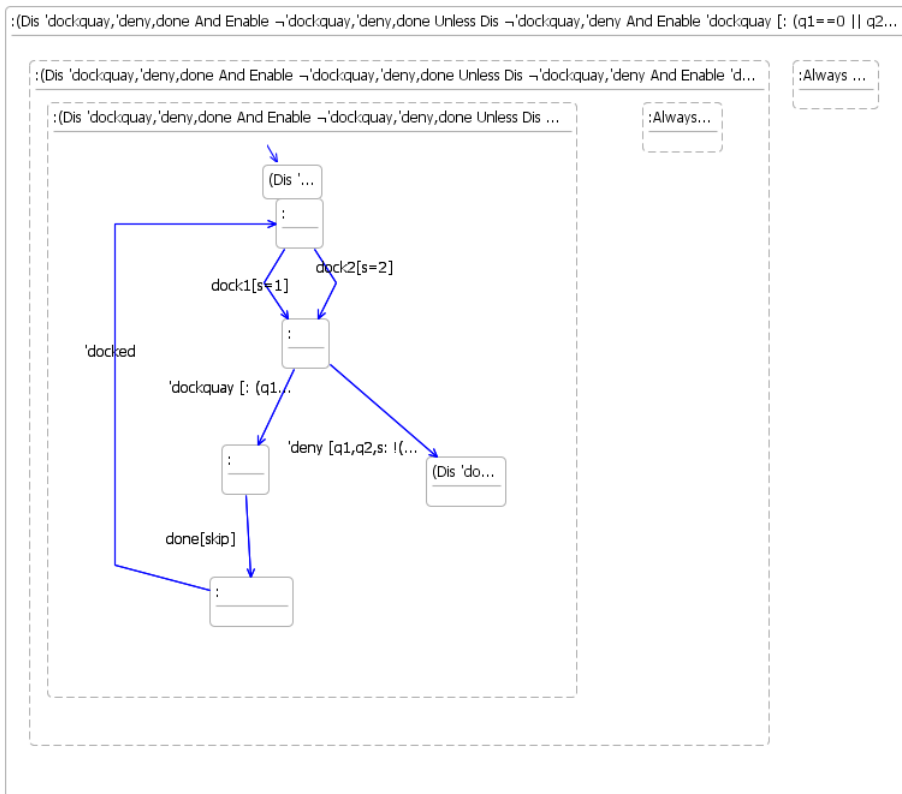 :(Dis 'dockquay,'deny,done And Enable ¬'dockquay,'deny,done Unless Dis ¬'dockquay,'deny And Enable 'dockquay [: (q1==0 || q2...
:(Dis 'dockquay,'deny,done And Enable ¬'dockquay,'deny,done Unless Dis ¬'dockquay,'deny And Enable 'd...
:Always ...
:(Dis 'dockquay,'deny,done And Enable ¬'dockquay,'deny,done Unless Dis ...
:Always...
(Dis '...
:
dock2[s=2]
dock1[s=1]
:
'docked
'dockquay [: (q1...
'deny [q1,q2,s: !(...
:
(Dis 'do...
done[skip]
: